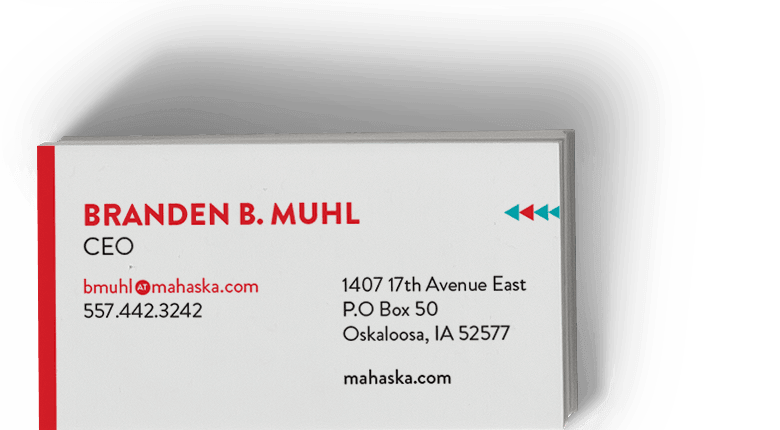 BRANDEN B. MUHL
CEO
bmuhl AT mahaska.com
557.442.3242
1407 17th Avenue East
P.O Box 50
Oskaloosa, IA 52577
mahaska.com